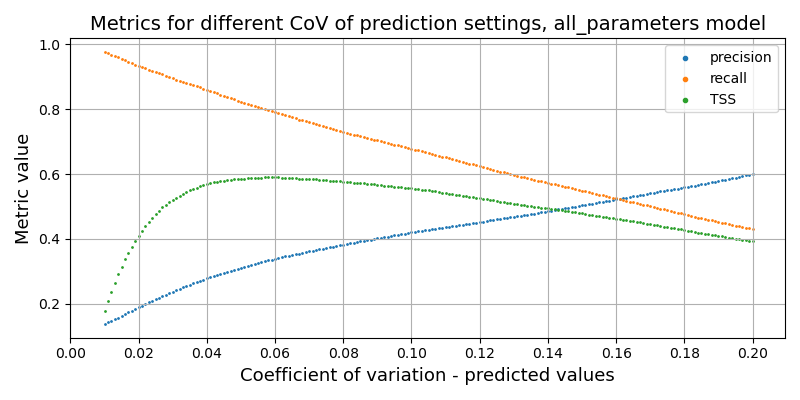 Metrics for different CoV of prediction settings, all_parameters model
Metric value
1.0
0.8
0.6
0.4
0.2
precision
recall
TSS
0.00 0.02 0.04 0.06 0.08 0.10 0.12 0.14 0.16 0.18 0.20
Coefficient of variation - predicted values